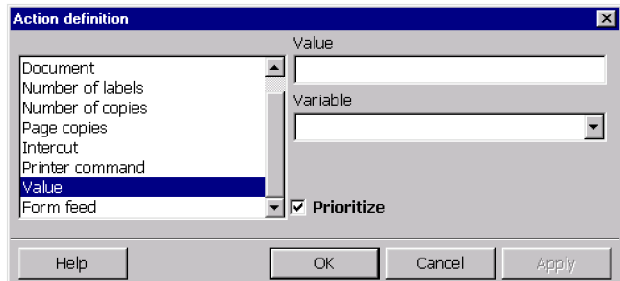 Action definition
Value
Document
Number of labels
Number of copies
Page copies
Intercut
Printer command
Value
Form feed
Variable
Prioritize
Help
OK
Cancel
Apply